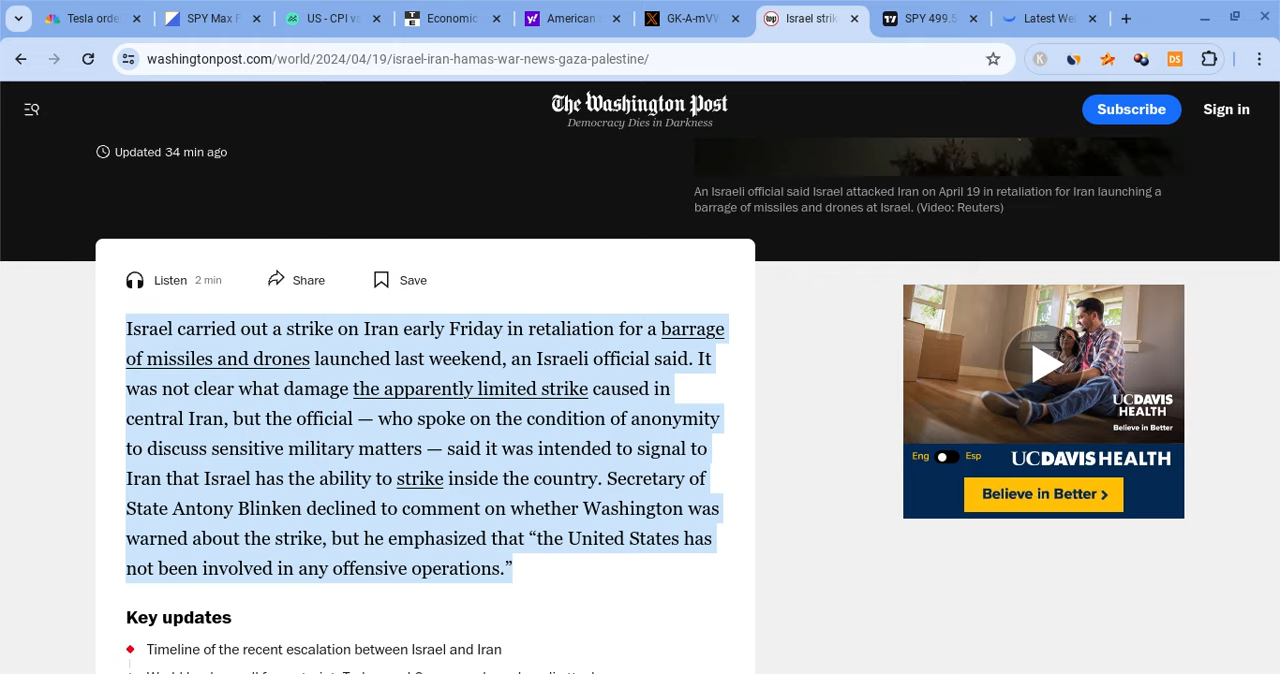 Tesla orde
SPY Max F
US - CPI vs
Economic
American
GK-A-mVV
Israel strik
SPY 499.5
Latest We
washingtonpost.com/world/2024/04/19/israel-iran-hamas-war-news-gaza-palestine/
The Washington Post
Democracy Dies in Darkness
Subscribe
Sign in
Updated 34 min ago
An Israeli official said Israel attacked Iran on April 19 in retaliation for Iran launching a
barrage of missiles and drones at Israel. (Video: Reuters)
Listen 2 min
Share
Save
Israel carried out a strike on Iran early Friday in retaliation for a barrage
of missiles and drones launched last weekend, an Israeli official said. It
was not clear what damage the apparently limited strike caused in
central Iran, but the official — who spoke on the condition of anonymity
to discuss sensitive military matters — said it was intended to signal to
Iran that Israel has the ability to strike inside the country. Secretary of
State Antony Blinken declined to comment on whether Washington was
warned about the strike, but he emphasized that “the United States has
not been involved in any offensive operations.”
Key updates
Timeline of the recent escalation between Israel and Iran
UCDAVIS
HEALTH
Believe in Better
Eng
Esp
UCDAVIS HEALTH
Believe in Better